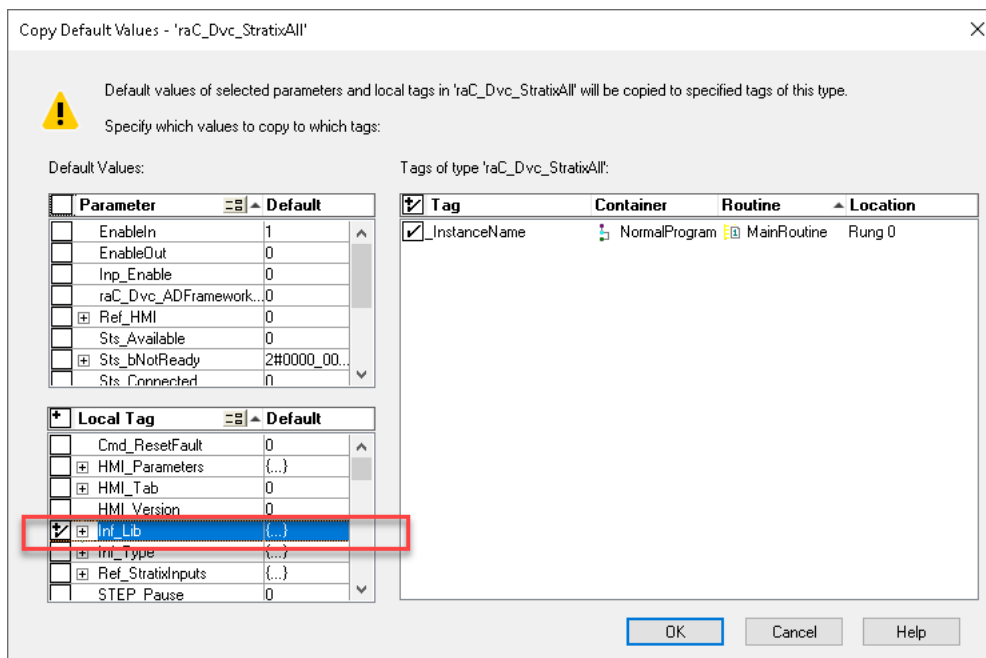 Copy Default Values - 'raC_Dvc_StratixAll'
Default values of selected parameters and local tags in 'raC_Dvc_StratixAll' will be copied to specified tags of this type.
Specify which values to copy to which tags:
Default Values:
Parameter Default
EnableIn 1
EnableOut 0
Inp_Enable 0
raC_Dvc_ADFramework... 0
Ref_HMI 0
Sts_Available 0
Sts_bNotReady 2#0000_00...
Sts_Connected 0
Local Tag Default
Cmd_ResetFault 0
HMI_Parameters {...}
HMI_Tab 0
HMI_Version 0
Inf_Lib {...}
Inf_Type {...}
Ref_StratixInputs {...}
STEP_Pause 0
Tags of type 'raC_Dvc_StratixAll':
Tag Container Routine Location
_InstanceName NormalProgram MainRoutine Rung 0
OK Cancel Help